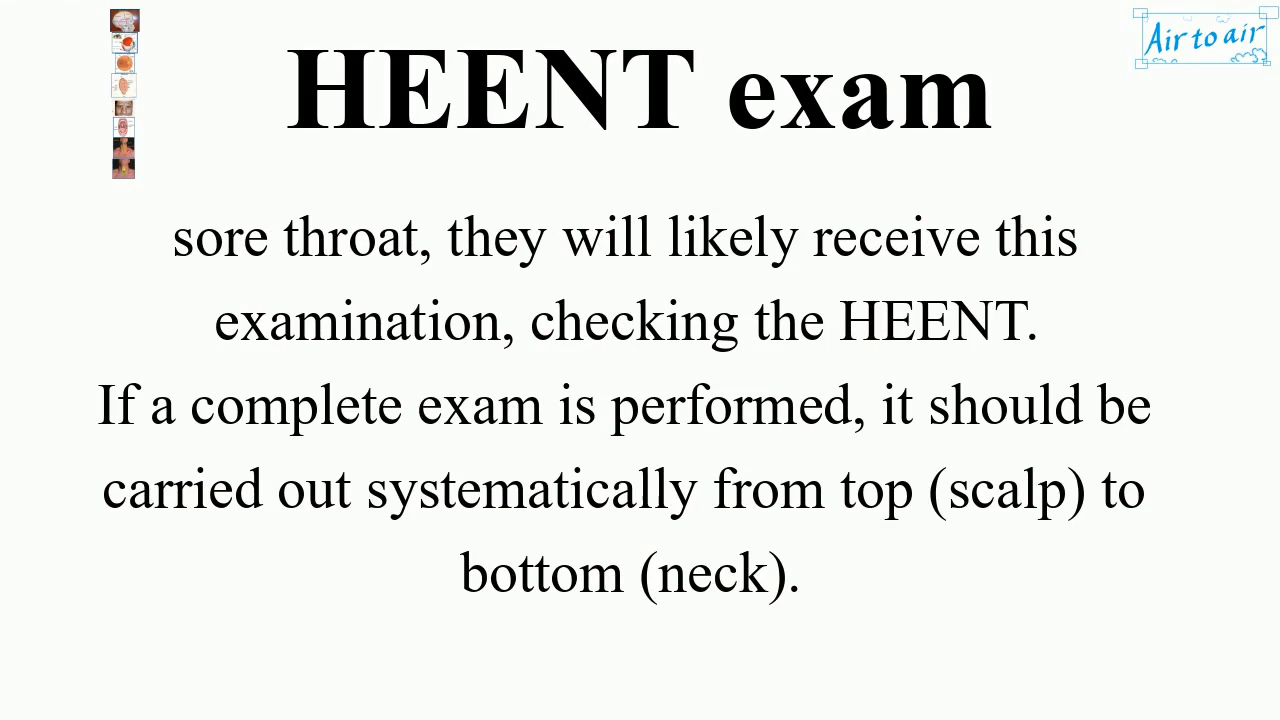 HEENT exam
Air to air
sore throat, they will likely receive this
examination, checking the HEENT.
If a complete exam is performed, it should be
carried out systematically from top (scalp) to
bottom (neck).